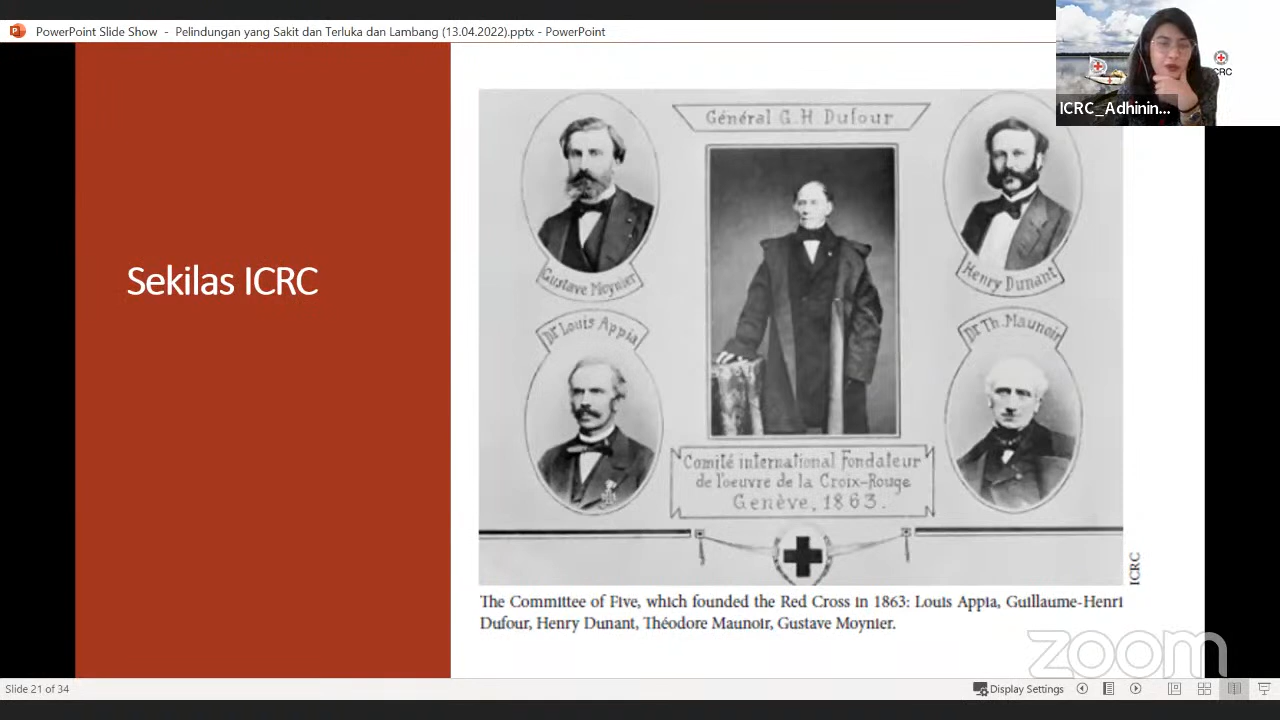 PowerPoint Slide Show - Pelindungan yang Sakit dan Terluka dan Lambang (13.04.2022).pptx - PowerPoint
CRC
ICRC_Adhinin...
Sekilas ICRC
Général G. H. Dufour
Gustave Moynier
Henry Dunant
Dr Louis Appia
Dr Th. Maunoir
Comité international Fondateur
de l'oeuvre de la Croix-Rouge
Genève, 1863.
ICRC
The Committee of Five, which founded the Red Cross in 1863: Louis Appia, Guillaume-Henri
Dufour, Henry Dunant, Théodore Maunoir, Gustave Moynier.
zoom
Slide 21 of 34
Display Settings